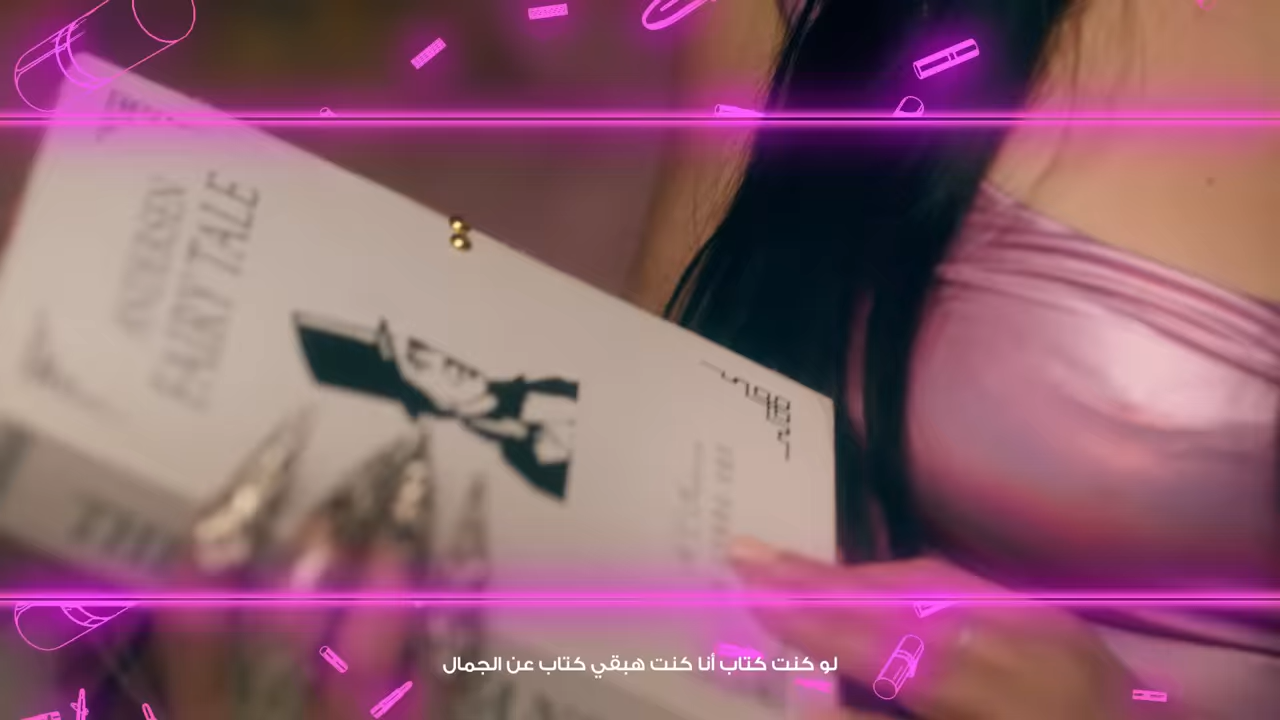 ANDERSEN
FAIRY TALE
لو كنت كتاب أنا كنت هبقي كتاب عن الجمال